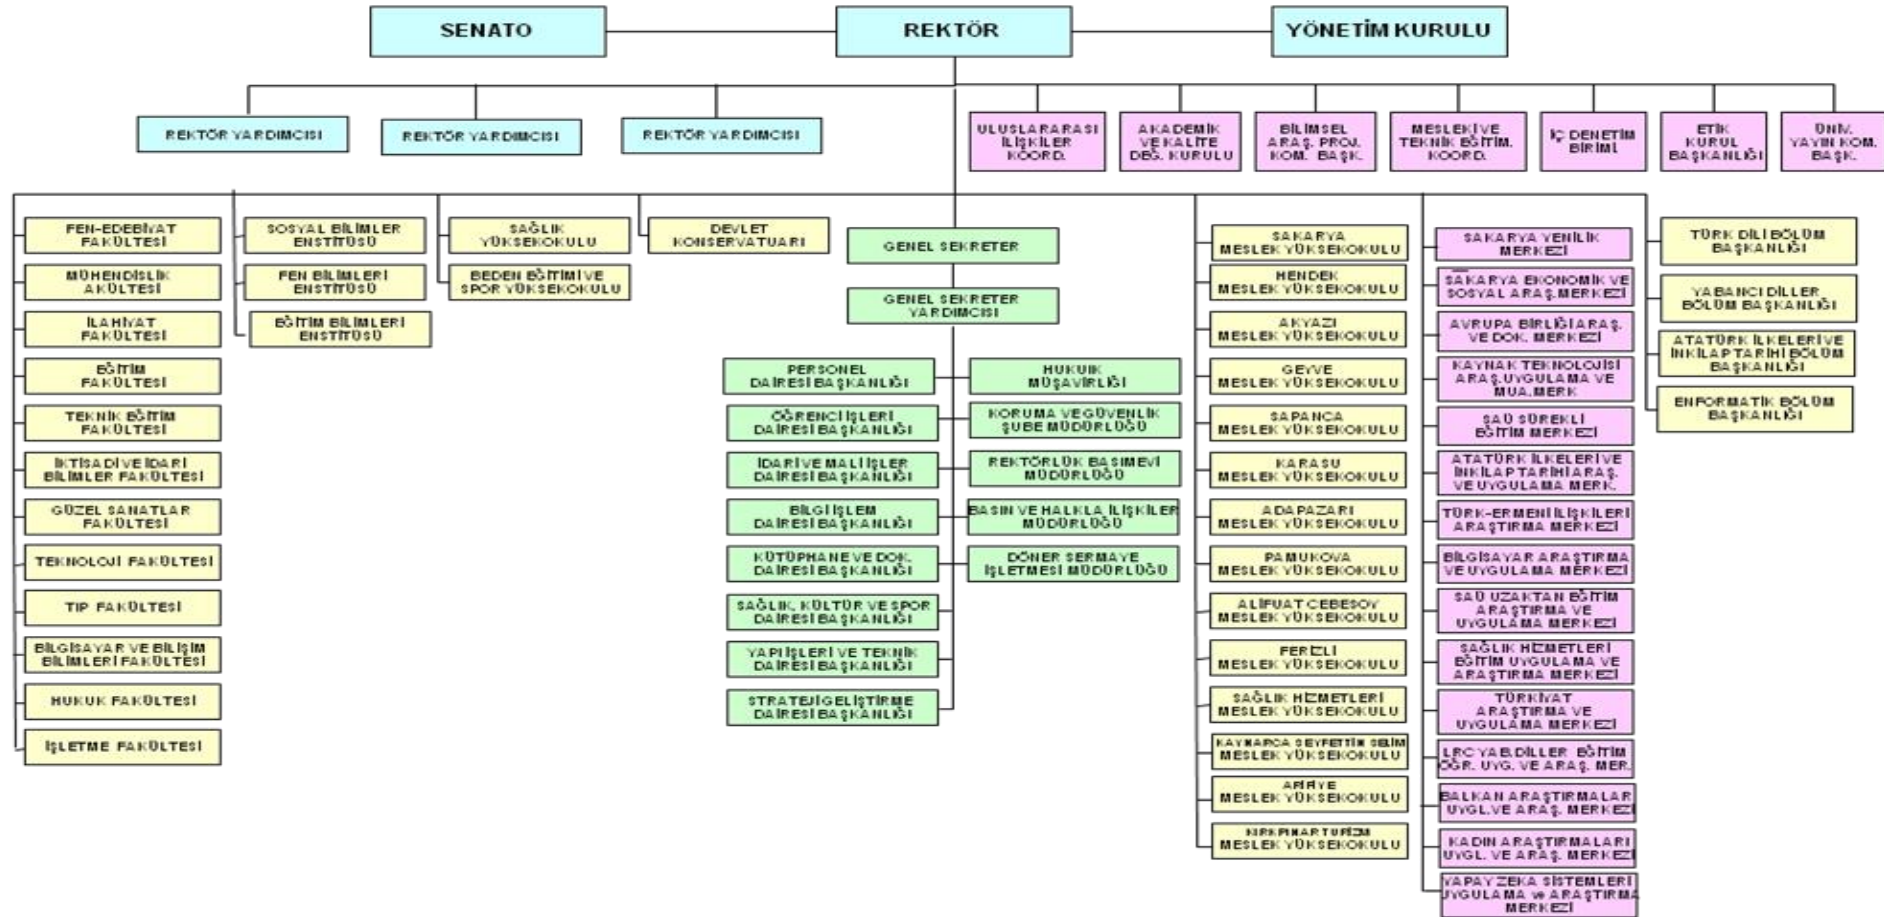 SENATO
REKTÖR
YÖNETİM KURULU
REKTÖR YARDIMCISI
REKTÖR YARDIMCISI
REKTÖR YARDIMCISI
ULUSLARARASI
İLİŞKİLER
KOORD.
AKADEMİK
VE KALİTE
DEĞ. KURULU
BİLİMSEL
ARAŞ. PROJ.
KOM. BAŞK.
MESLEKİ VE
TEKNİK EĞİTİM.
KOORD.
İÇ DENETİM
BİRİMİ
ETİK
KURUL
BAŞKANLIĞI
ÜNİV.
YAYIN KOM.
BAŞK.
FEN-EDEBİYAT
FAKÜLTESİ
MÜHENDİSLİK
AKÜLTESİ
İLAHİYAT
FAKÜLTESİ
EĞİTİM
FAKÜLTESİ
TEKNİK EĞİTİM
FAKÜLTESİ
İKTİSADİ VE İDARİ
BİLİMLER FAKÜLTESİ
GÜZEL SANATLAR
FAKÜLTESİ
TEKNOLOJİ FAKÜLTESİ
TIP FAKÜLTESİ
BİLGİSAYAR VE BİLİŞİM
BİLİMLERİ FAKÜLTESİ
HUKUK FAKÜLTESİ
İŞLETME FAKÜLTESİ
SOSYAL BİLİMLER
ENSTİTÜSÜ
FEN BİLİMLERİ
ENSTİTÜSÜ
EĞİTİM BİLİMLERİ
ENSTİTÜSÜ
SAĞLIK
YÜKSEKOKULU
BEDEN EĞİTİMİ VE
SPOR YÜKSEKOKULU
DEVLET
KONSERVATUARI
GENEL SEKRETER
GENEL SEKRETER
YARDIMCISI
PERSONEL
DAİRESİ BAŞKANLIĞI
ÖĞRENCİ İŞLERİ
DAİRESİ BAŞKANLIĞI
İDARİ VE MALİ İŞLER
DAİRESİ BAŞKANLIĞI
BİLGİ İŞLEM
DAİRESİ BAŞKANLIĞI
KÜTÜPHANE VE DOK.
DAİRESİ BAŞKANLIĞI
SAĞLIK, KÜLTÜR VE SPOR
DAİRESİ BAŞKANLIĞI
YAPI İŞLERİ VE TEKNİK
DAİRESİ BAŞKANLIĞI
STRATEJİ GELİŞTİRME
DAİRESİ BAŞKANLIĞI
HUKUIK
MÜŞAVİRLİĞİ
KORUMA VE GÜVENLİK
ŞUBE MÜDÜRLÜĞÜ
REKTÖRLÜK BASIMEVİ
MÜDÜRLÜĞÜ
BASIN VE HALKLA İLİŞKİLER
MÜDÜRLÜĞÜ
DÖNER SERMAYE
İŞLETMESİ MÜDÜRLÜĞÜ
SAKARYA
MESLEK YÜKSEKOKULU
HENDEK
MESLEK YÜKSEKOKULU
AKYAZI
MESLEK YÜKSEKOKULU
GEYVE
MESLEK YÜKSEKOKULU
SAPANCA
MESLEK YÜKSEKOKULU
KARASU
MESLEK YÜKSEKOKULU
ADAPAZARI
MESLEK YÜKSEKOKULU
PAMUKOVA
MESLEK YÜKSEKOKULU
ALİFUAT CEBESOY
MESLEK YÜKSEKOKULU
FERİZLİ
MESLEK YÜKSEKOKULU
SAĞLIK HİZMETLERİ
MESLEK YÜKSEKOKULU
KAYNARCA SEYFETTİN SELİM
MESLEK YÜKSEKOKULU
ARİFİYE
MESLEK YÜKSEKOKULU
KIRKPINAR TURİZM
MESLEK YÜKSEKOKULU
SAKARYA YENİLİK
MERKEZİ
SAKARYA EKONOMİK VE
SOSYAL ARAŞ.MERKEZİ
AVRUPA BİRLİĞİ ARAŞ.
VE DOK. MERKEZİ
KAYNAK TEKNOLOJİSİ
ARAŞ.UYGULAMA VE
MUA.MERK
SAÜ SÜREKLİ
EĞİTİM MERKEZİ
ATATÜRK İLKELERİ VE
İNKİLAP TARİHİ ARAŞ.
VE UYGULAMA MERK.
TÜRK-ERMENİ İLİŞKİLERİ
ARAŞTIRMA MERKEZİ
BİLGİSAYAR ARAŞTIRMA
VE UYGULAMA MERKEZİ
SAÜ UZAKTAN EĞİTİM
ARAŞTIRMA VE
UYGULAMA MERKEZİ
SAĞLIK HİZMETLERİ
EĞİTİM UYGULAMA VE
ARAŞTIRMA MERKEZİ
TÜRKİYAT
ARAŞTIRMA VE
UYGULAMA MERKEZİ
LRC YAB.DİLLER EĞİTİM
ÖĞR. UYG. VE ARAŞ. MER.
BALKAN ARAŞTIRMALAR
UYGL.VE ARAŞ. MERKEZİ
KADIN ARAŞTIRMALARI
UYGL. VE ARAŞ. MERKEZİ
YAPAY ZEKA SİSTEMLERİ
UYGULAMA ve ARAŞTIRMA
MERKEZİ
TÜRK DİLİ BÖLÜM
BAŞKANLIĞI
YABANCI DİLLER
BÖLÜM BAŞKANLIĞI
ATATÜRK İLKELERİ VE
İNKİLAP TARİHİ BÖLÜM
BAŞKANLIĞI
ENFORMATİK BÖLÜM
BAŞKANLIĞI